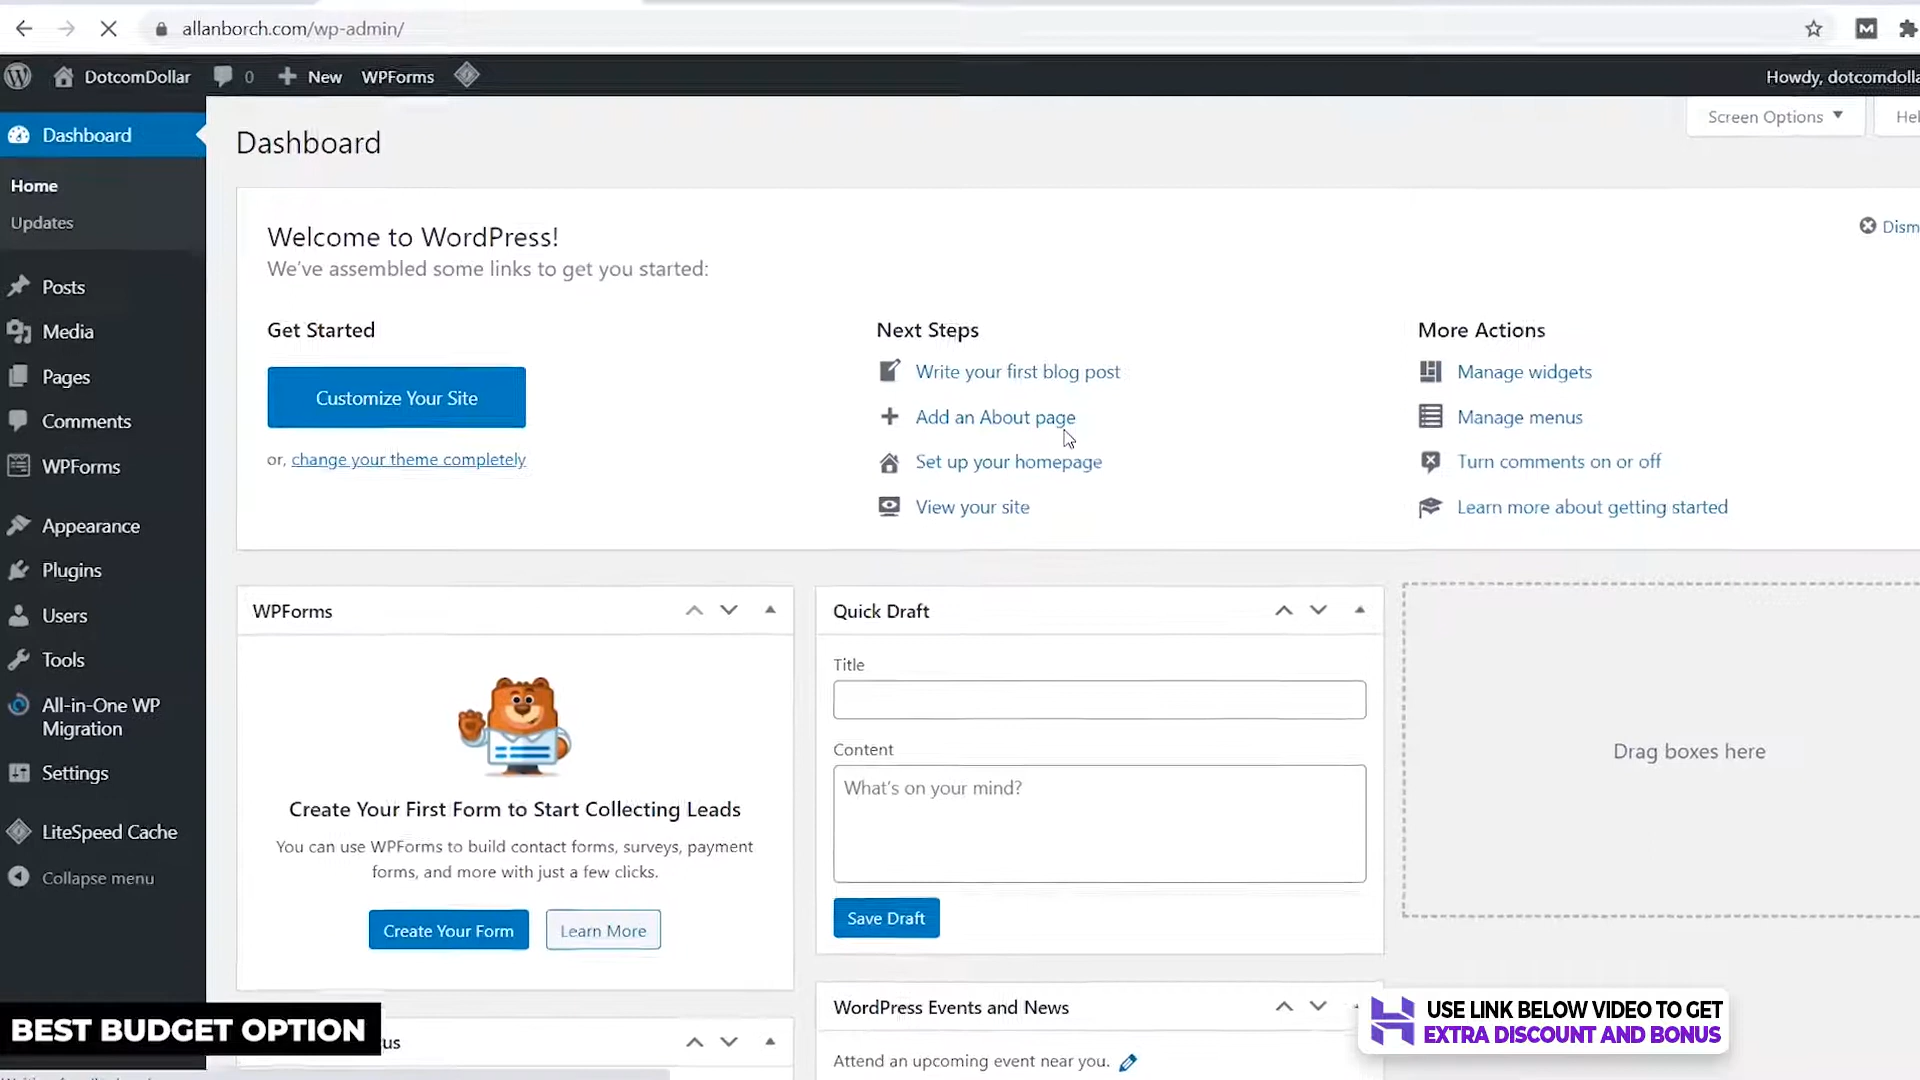 allanborch.com/wp-admin/
DotcomDollar
0
New
WPForms
Howdy, dotcomdolla
Dashboard
Home
Updates
Posts
Media
Pages
Comments
WPForms
Appearance
Plugins
Users
Tools
All-in-One WP
Migration
Settings
LiteSpeed Cache
Collapse menu
Screen Options
Hel
Dashboard
Welcome to WordPress!
We've assembled some links to get you started:
Dism
Get Started
Customize Your Site
or, change your theme completely
Next Steps
Write your first blog post
Add an About page
Set up your homepage
View your site
More Actions
Manage widgets
Manage menus
Turn comments on or off
Learn more about getting started
WPForms
Create Your First Form to Start Collecting Leads
You can use WPForms to build contact forms, surveys, payment
forms, and more with just a few clicks.
Create Your Form
Learn More
Quick Draft
Title
Content
What's on your mind?
Save Draft
WordPress Events and News
Attend an upcoming event near you.
Drag boxes here
BEST BUDGET OPTION
us
USE LINK BELOW VIDEO TO GET
EXTRA DISCOUNT AND BONUS